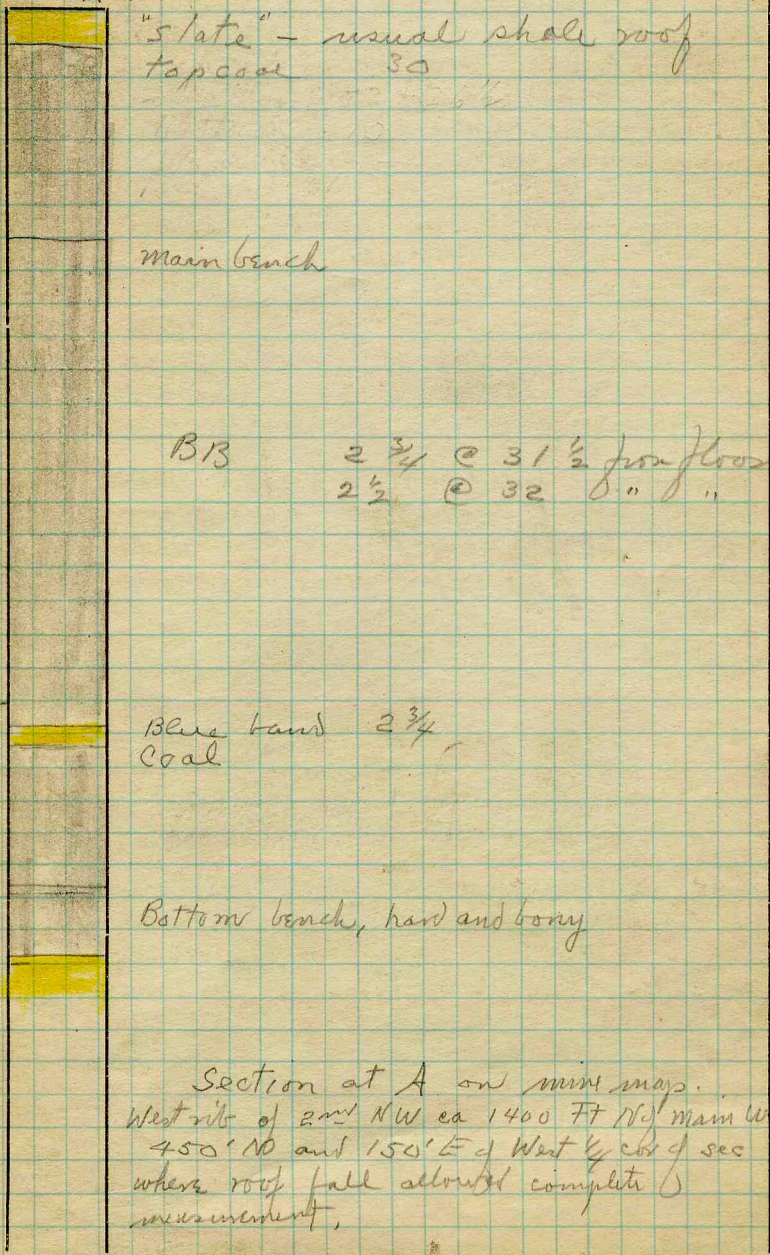 "slate" - usual shale roof
topcoal 30
main bench
BB 2 3/4 @ 31 1/2 from floor
2 1/2 @ 32 " "
Blue band 2 3/4
Coal
Bottom bench, hard and bony
Section at A on mine map.
West rib of 2nd NW ca 1400 Ft N of main W
450' No and 150' E of West 1/4 cor of sec
where roof fall allowed complete
measurement.